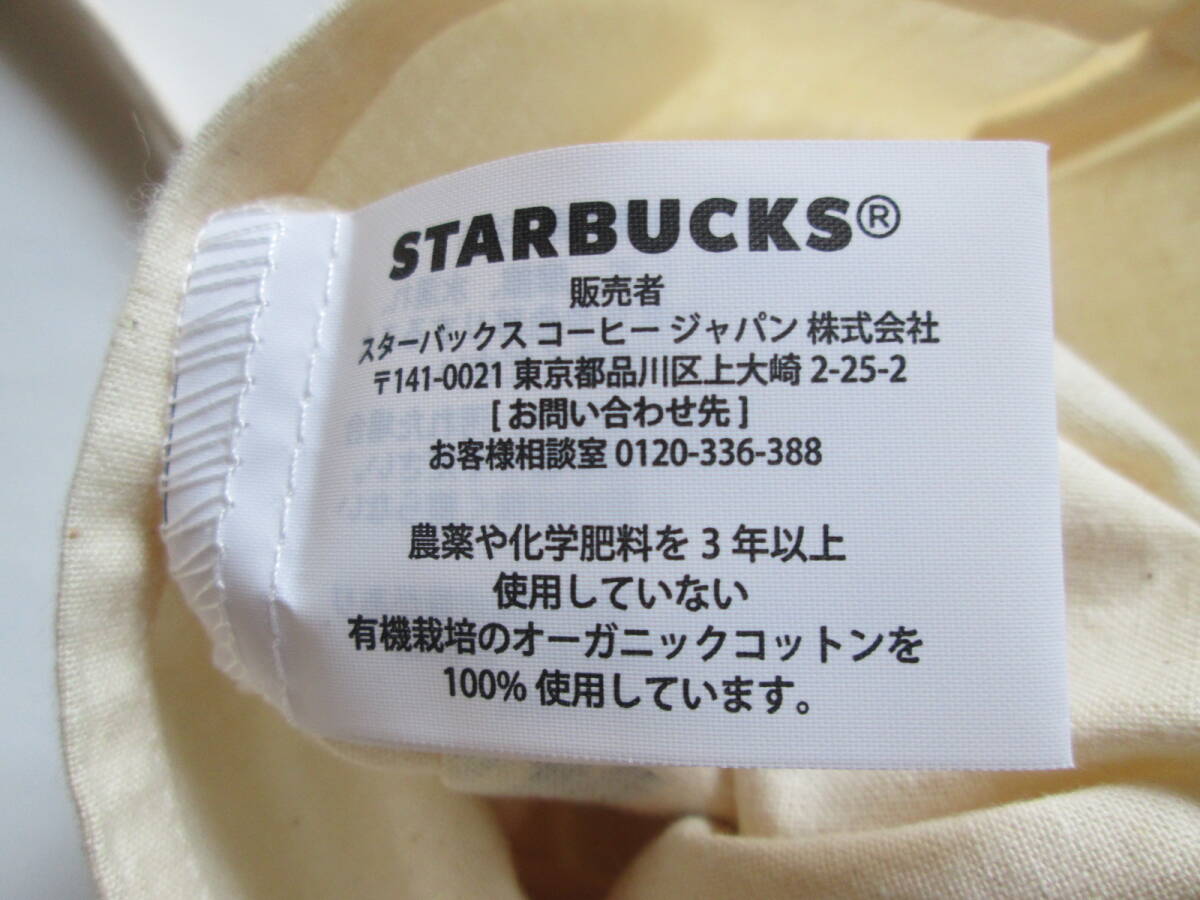 STARBUCKS®
販売者
スターバックス コーヒー ジャパン 株式会社
〒141-0021 東京都品川区上大崎 2-25-2
[ お問い合わせ先 ]
お客様相談室 0120-336-388
農薬や化学肥料を 3 年以上
使用していない
有機栽培のオーガニックコットンを
100% 使用しています。